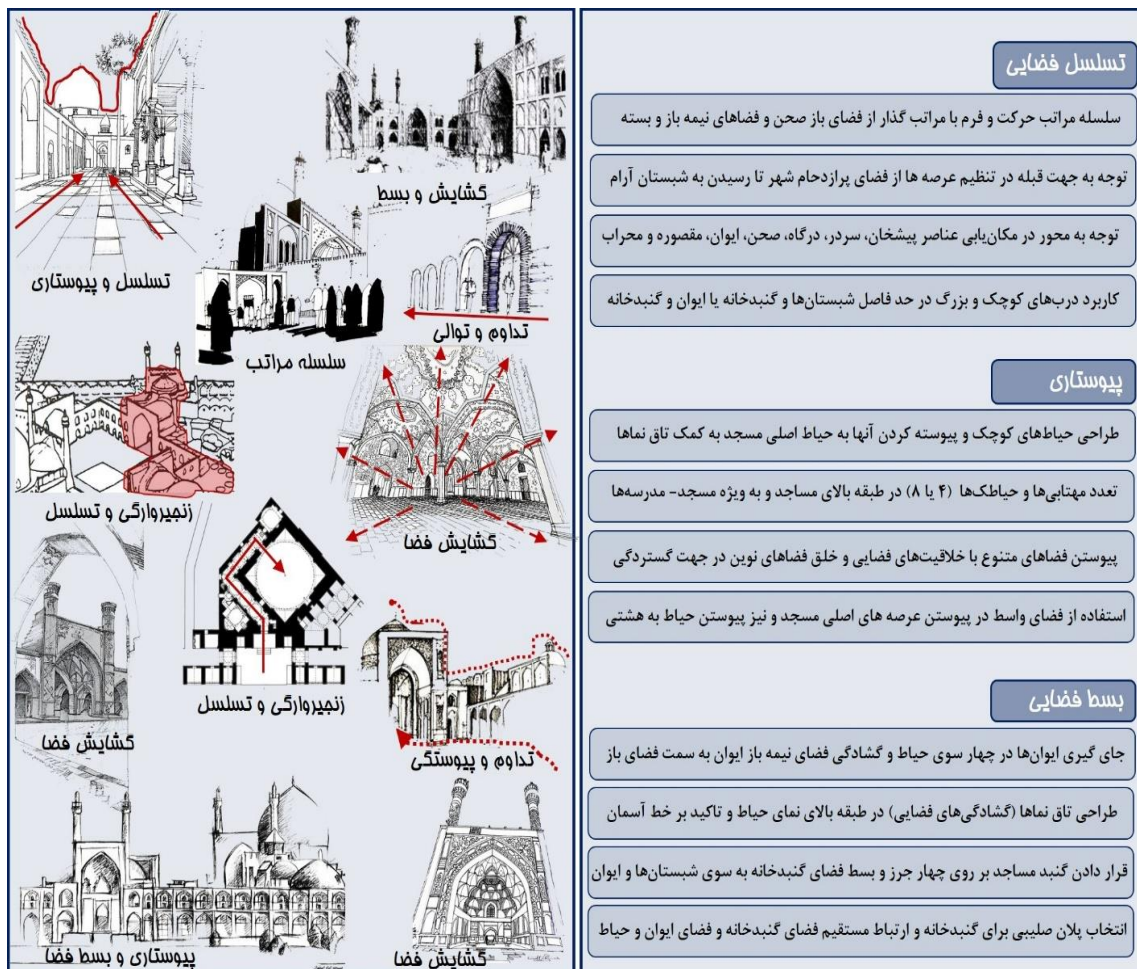 تسلسل فضایی
سلسله مراتب حرکت و فرم با مراتب گذار از فضای باز صحن و فضاهای نیمه باز و بسته
توجه به جهت قبله در تنظیم عرصه ها از فضای پرازدحام شهر تا رسیدن به شبستان آرام
توجه به محور در مکان‌یابی عناصر پیشخان، سردر، درگاه، صحن، ایوان، مقصوره و محراب
کاربرد درب‌های کوچک و بزرگ در حد فاصل شبستان‌ها و گنبدخانه یا ایوان و گنبدخانه
پیوستاری
طراحی حیاط‌های کوچک و پیوسته کردن آنها به حیاط اصلی مسجد به کمک تاق نماها
تعدد مهتابی‌ها و حیاطک‌ها (۴ یا ۸) در طبقه بالای مساجد و به ویژه مسجد- مدرسه‌ها
پیوستن فضاهای متنوع با خلاقیت‌های فضایی و خلق فضاهای نوین در جهت گستردگی
استفاده از فضای واسط در پیوستن عرصه های اصلی مسجد و نیز پیوستن حیاط به هشتی
بسط فضایی
جای گیری ایوان‌ها در چهار سوی حیاط و گشادگی فضای نیمه باز ایوان به سمت فضای باز
طراحی تاق نماها (گشادگی‌های فضایی) در طبقه بالای نمای حیاط و تاکید بر خط آسمان
قرار دادن گنبد مساجد بر روی چهار جرز و بسط فضای گنبدخانه به سوی شبستان‌ها و ایوان
انتخاب پلان صلیبی برای گنبدخانه و ارتباط مستقیم فضای گنبدخانه و فضای ایوان و حیاط
گشایش و بسط
تسلسل و پیوستاری
تداوم و توالی
سلسله مراتب
گشایش فضا
زنجیروارگی و تسلسل
زنجیروارگی و تسلسل
گشایش فضا
تداوم و پیوستگی
پیوستاری و بسط فضا
گشایش فضا